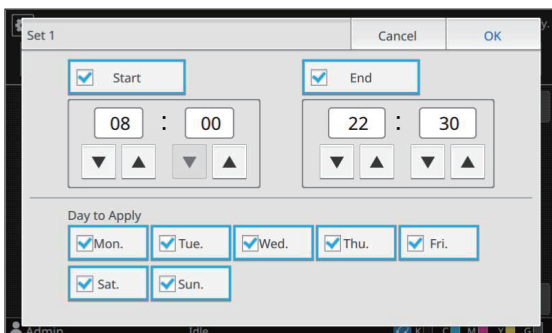 Set 1 Cancel OK
Start End
08 : 00 22 : 30
Day to Apply
Mon. Tue. Wed. Thu. Fri.
Sat. Sun.
Admin Idle K C M Y G